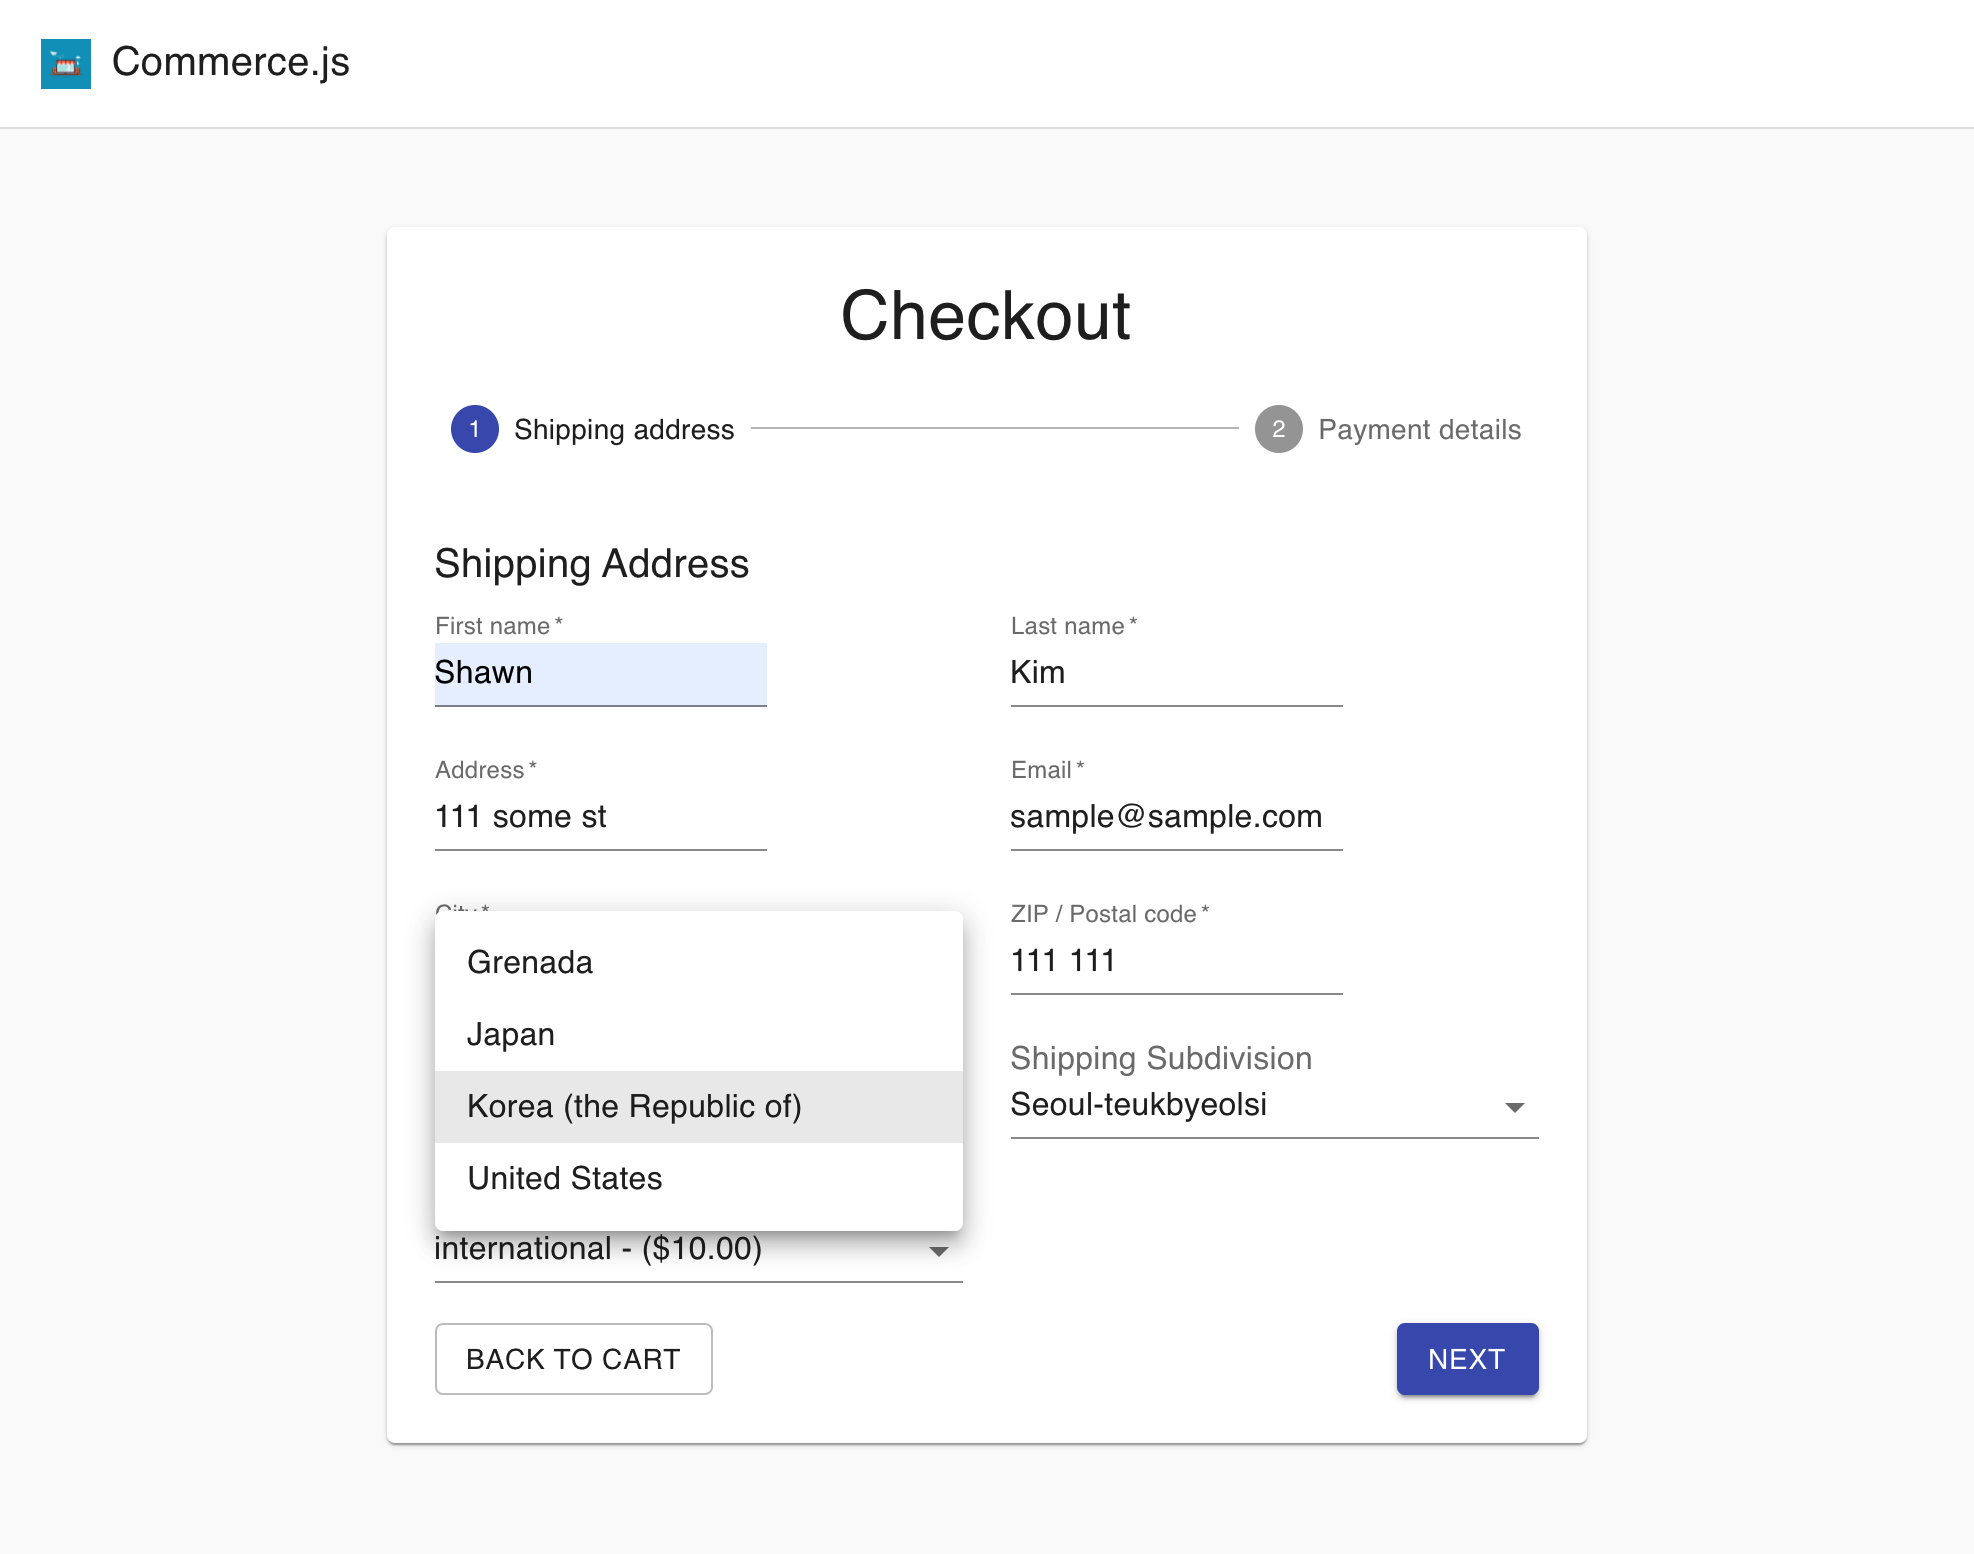 Commerce.js
Checkout
1 Shipping address
2 Payment details
Shipping Address
First name *
Last name *
Shawn
Kim
Address *
Email *
111 some st
sample@sample.com
City *
ZIP / Postal code *
Grenada
111 111
Japan
Shipping Subdivision
Korea (the Republic of)
Seoul-teukbyeolsi
United States
international - ($10.00)
BACK TO CART
NEXT